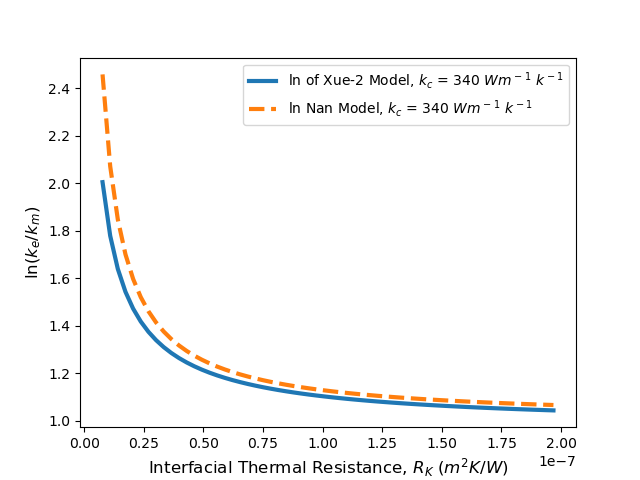 ln of Xue-2 Model, k_c = 340 Wm⁻¹ k⁻¹
ln Nan Model, k_c = 340 Wm⁻¹ k⁻¹
2.4
2.2
2.0
1.8
1.6
1.4
1.2
1.0
ln(k_e/k_m)
0.00 0.25 0.50 0.75 1.00 1.25 1.50 1.75 2.00
1e−7
Interfacial Thermal Resistance, R_K (m²K/W)